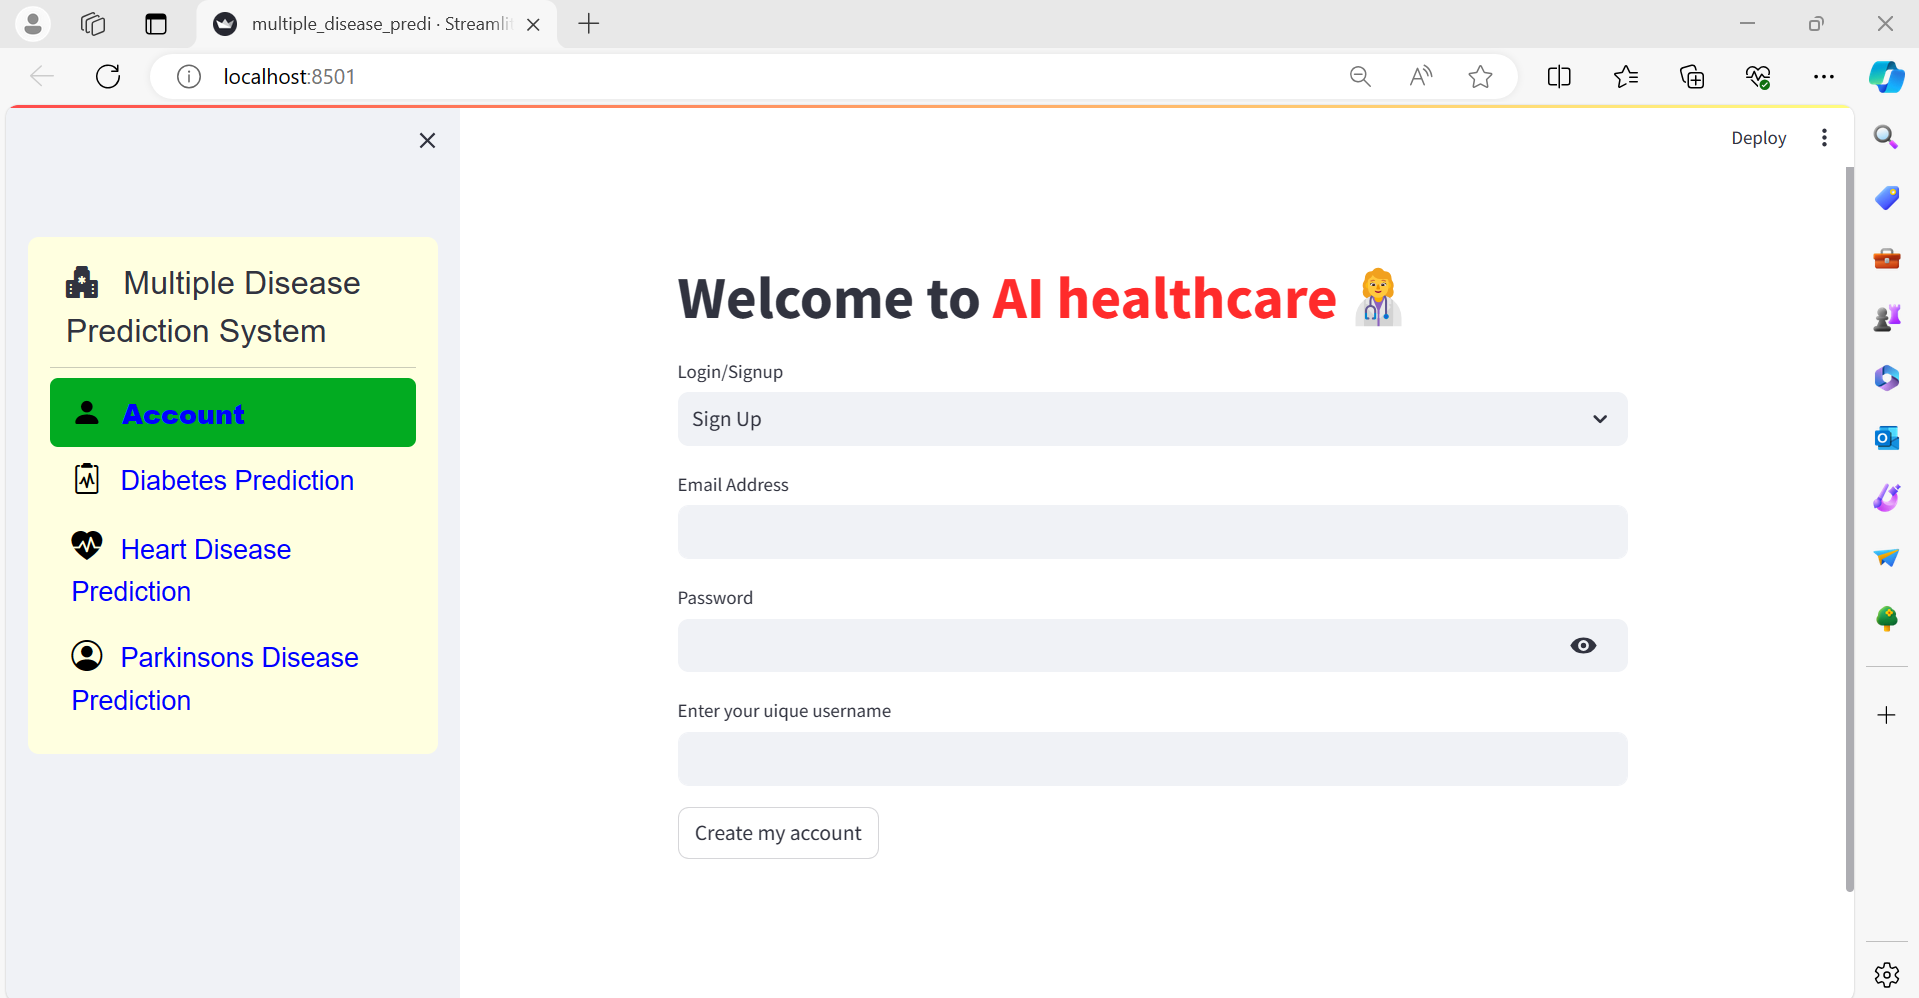 multiple_disease_predi · Streamlit
localhost:8501
Deploy
Multiple Disease
Prediction System
Account
Diabetes Prediction
Heart Disease
Prediction
Parkinsons Disease
Prediction
Welcome to AI healthcare
Login/Signup
Sign Up
Email Address
Password
Enter your uique username
Create my account